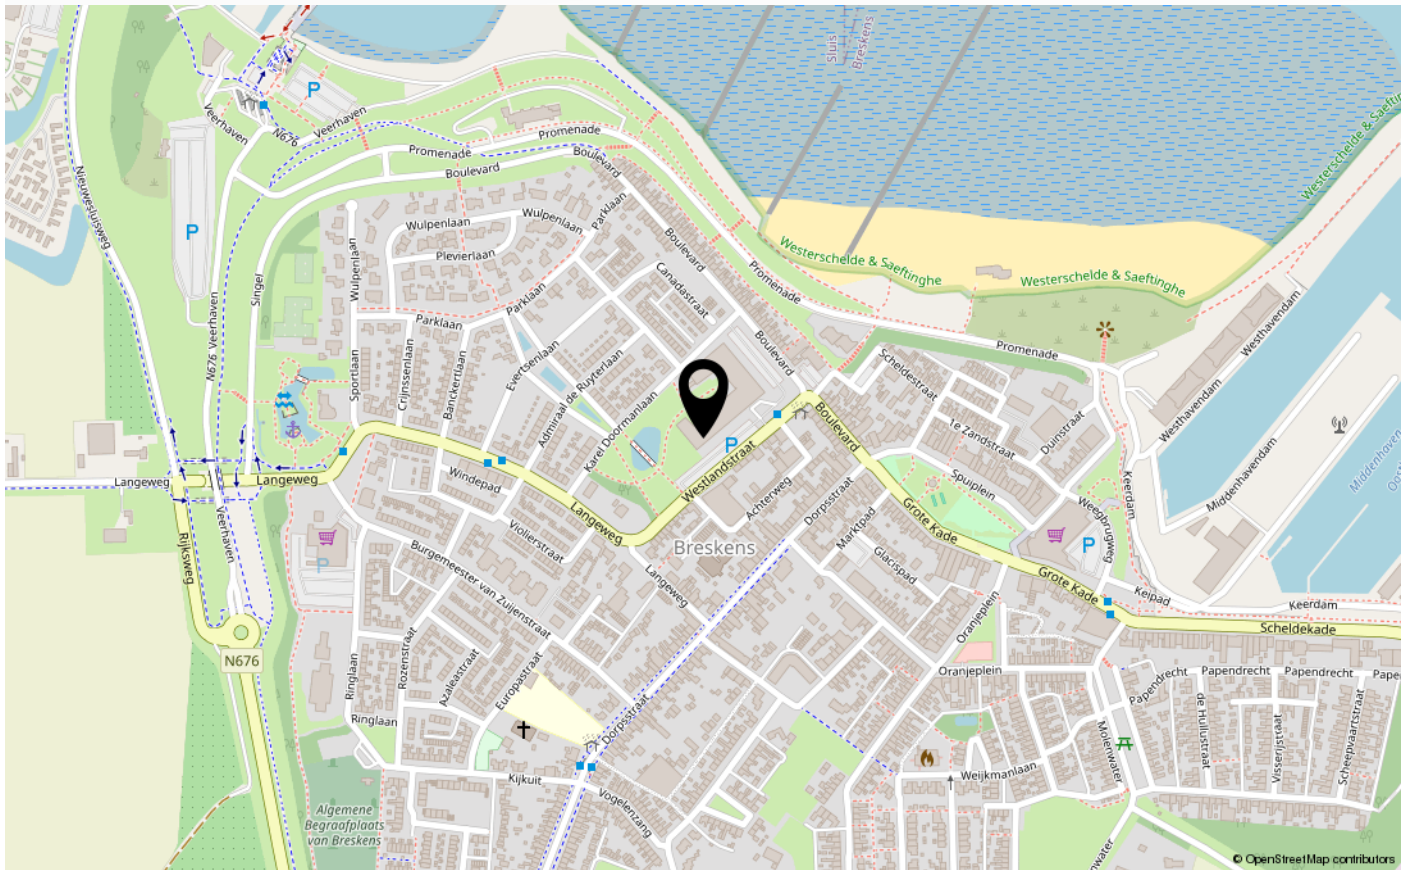 Sluis
Breskens
P
Veerhaven
Veerhaven
N676
Promenade
Promenade
Boulevard
Boulevard
Westerschelde & Saeftinghe
Nieuwesluisweg
P
Wulpenlaan
Wulpenlaan
Parklaan
Plevierlaan
Boulevard
Westerschelde & Saeftinghe
Westerschelde & Saeftinghe
Wulpenlaan
Singel
N676 Veerhaven
Canadastraat
Promenade
Parklaan
Parklaan
Westhavendam
Boulevard
Promenade
Evertsenlaan
Admiraal de Ruyterlaan
Sportlaan
Crijnssenlaan
Banckertlaan
Karel Doormanlaan
Scheldestraat
Westhavendam
1e Zandstraat
Duinstraat
Boulevard
P
Middenhavendam
Middenhaven
Langeweg
Langeweg
Windepad
Westlandstraat
Achterweg
Dorpsstraat
Spuiplein
Keerdam
Weegbrugweg
Veerhaven
Langeweg
Violierstraat
Marktpad
Grote Kade
Rijksweg
P
Burgemeester van Zuijenstraat
Breskens
Glacispad
P
Langeweg
Grote Kade
Kelpad
Keerdam
Oranjeplein
Scheldekade
N676
Ringlaan
Rozenstraat
Azaleastraat
Europastraat
Oranjeplein
Papendrecht
Papendrecht
Pape
Papendrecht
Ringlaan
Dorpsstraat
de Hullustraat
Visserijstraat
Scheepvaartstraat
Molenwater
Kijkuit
Weijkmanlaan
Vogelenzang
Algemene
Begraafplaats
van Breskens
© OpenStreetMap contributors